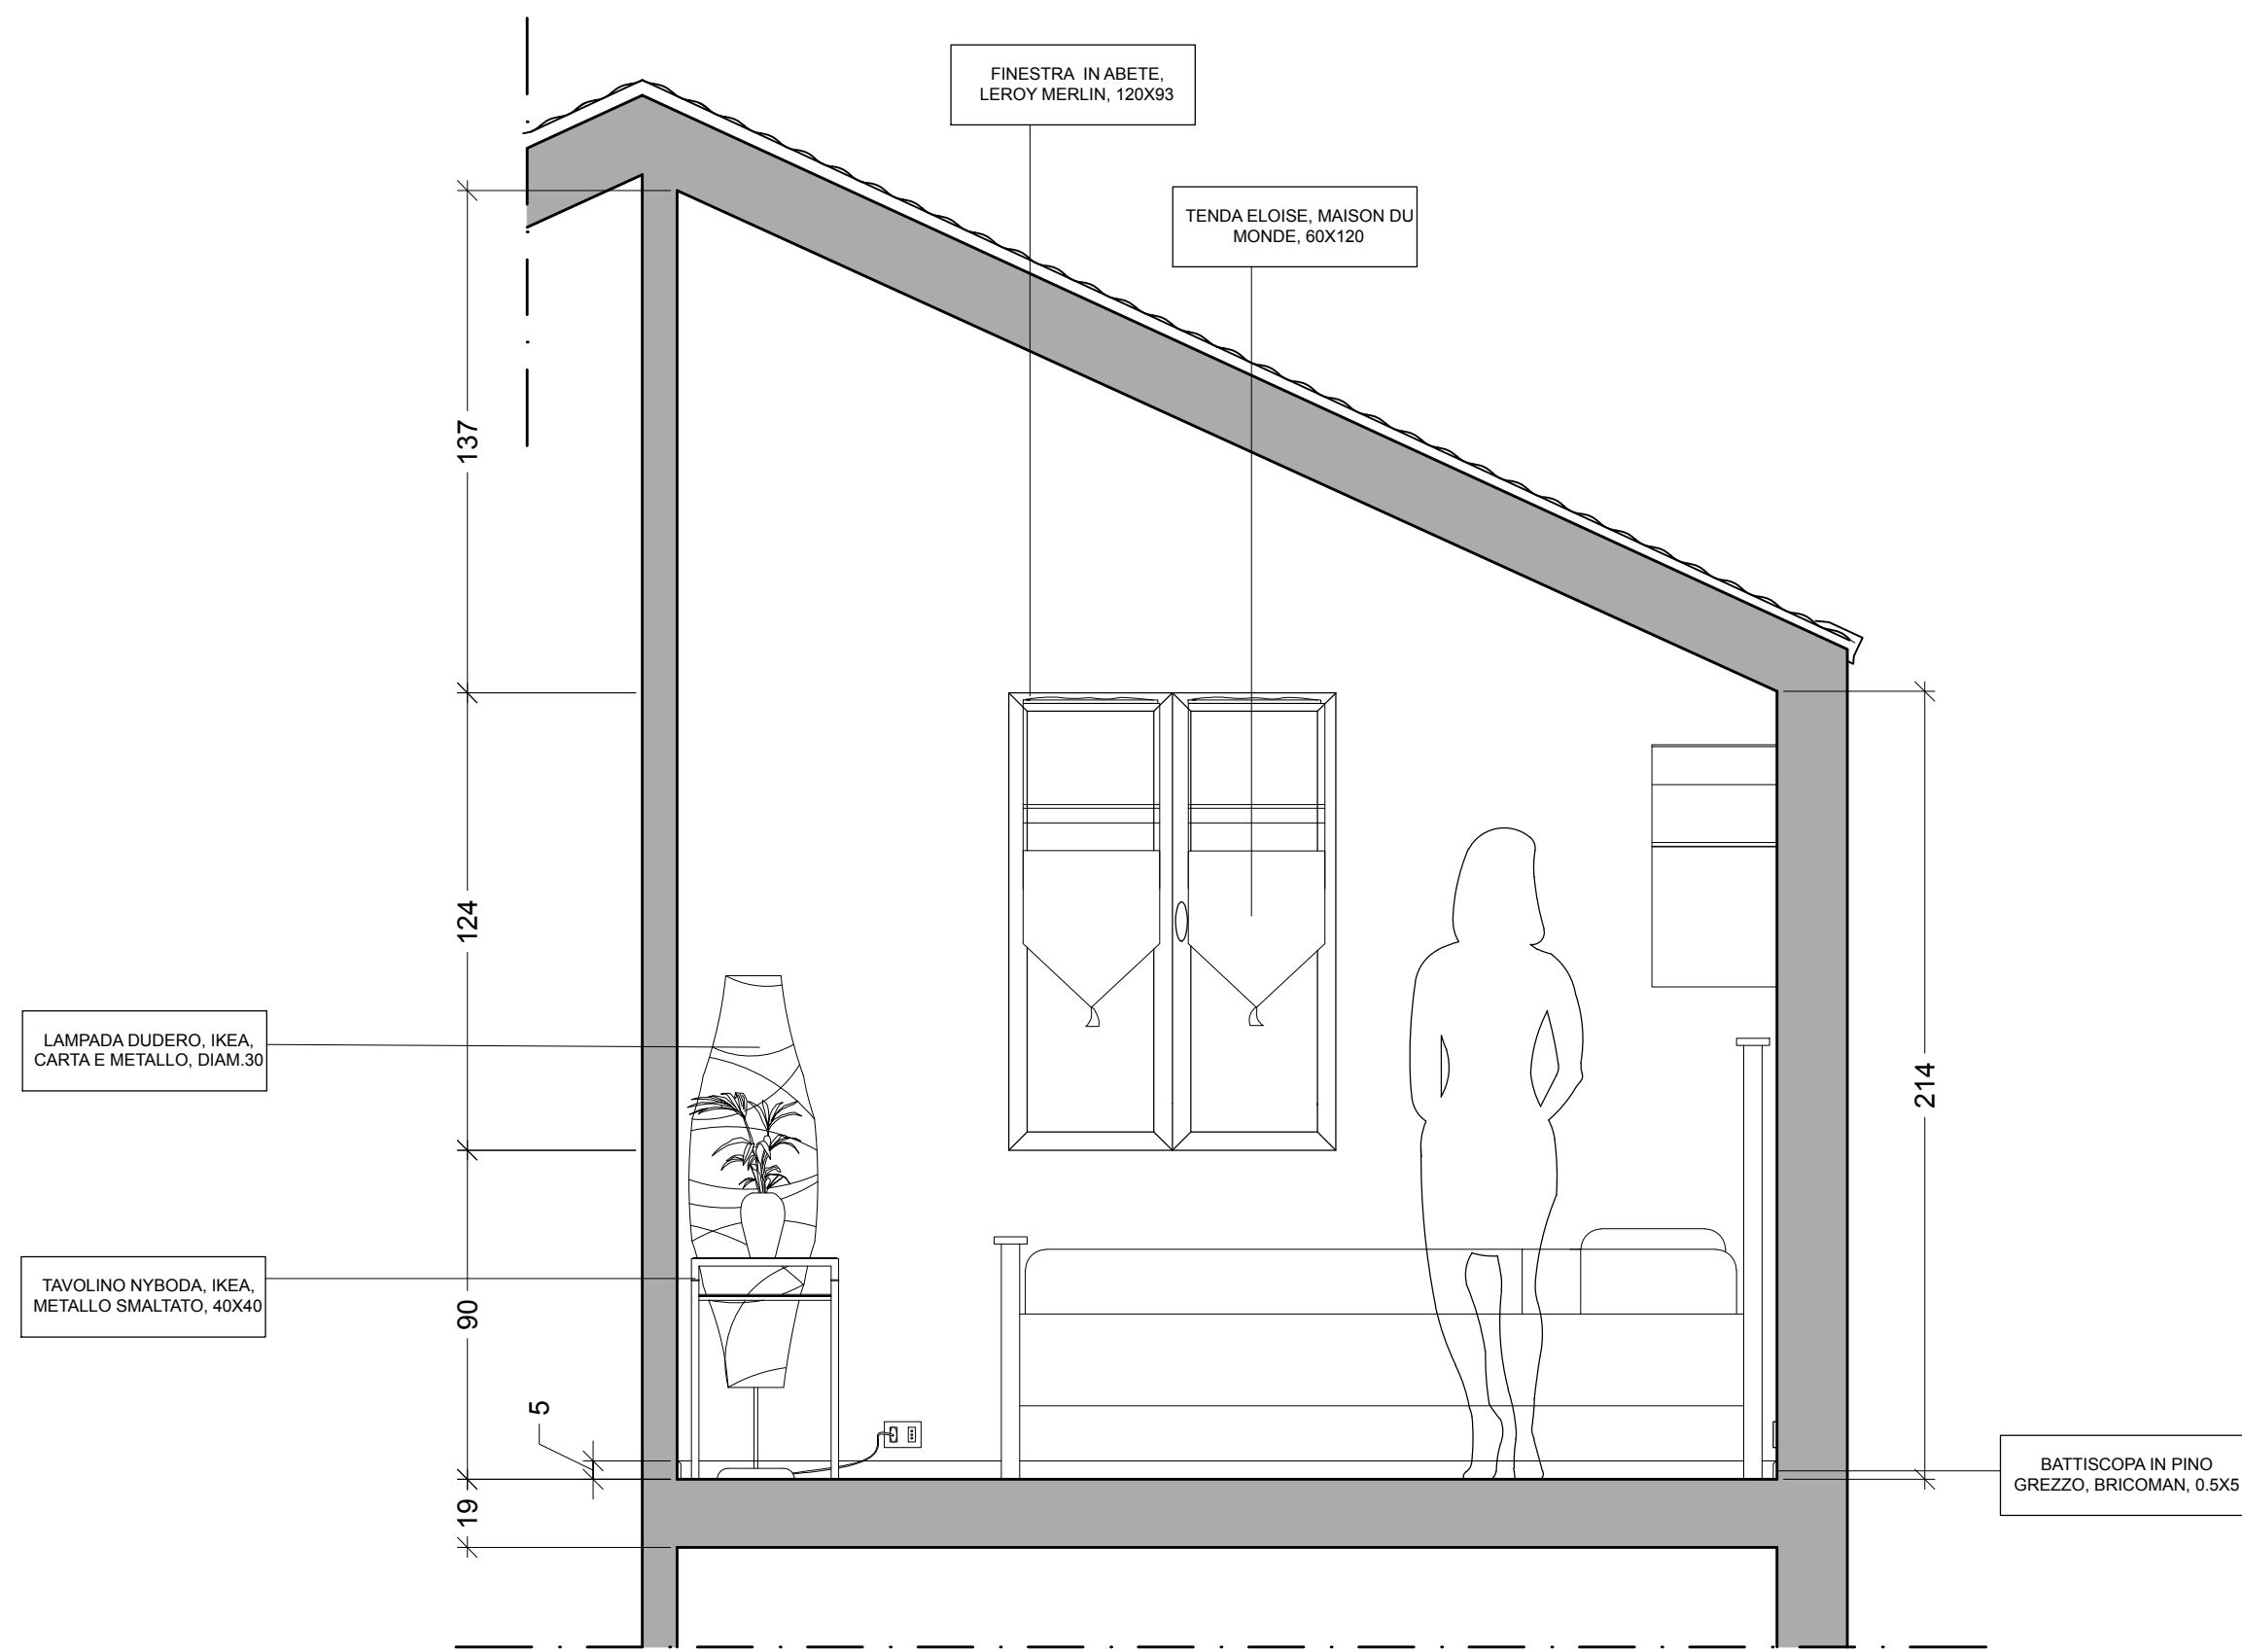 FINESTRA IN ABETE,
LEROY MERLIN, 120X93
TENDA ELOISE, MAISON DU
MONDE, 60X120
137
124
214
LAMPADA DUDERO, IKEA,
CARTA E METALLO, DIAM.30
TAVOLINO NYBODA, IKEA,
METALLO SMALTATO, 40X40
90
5
19
BATTISCOPA IN PINO
GREZZO, BRICOMAN, 0.5X5